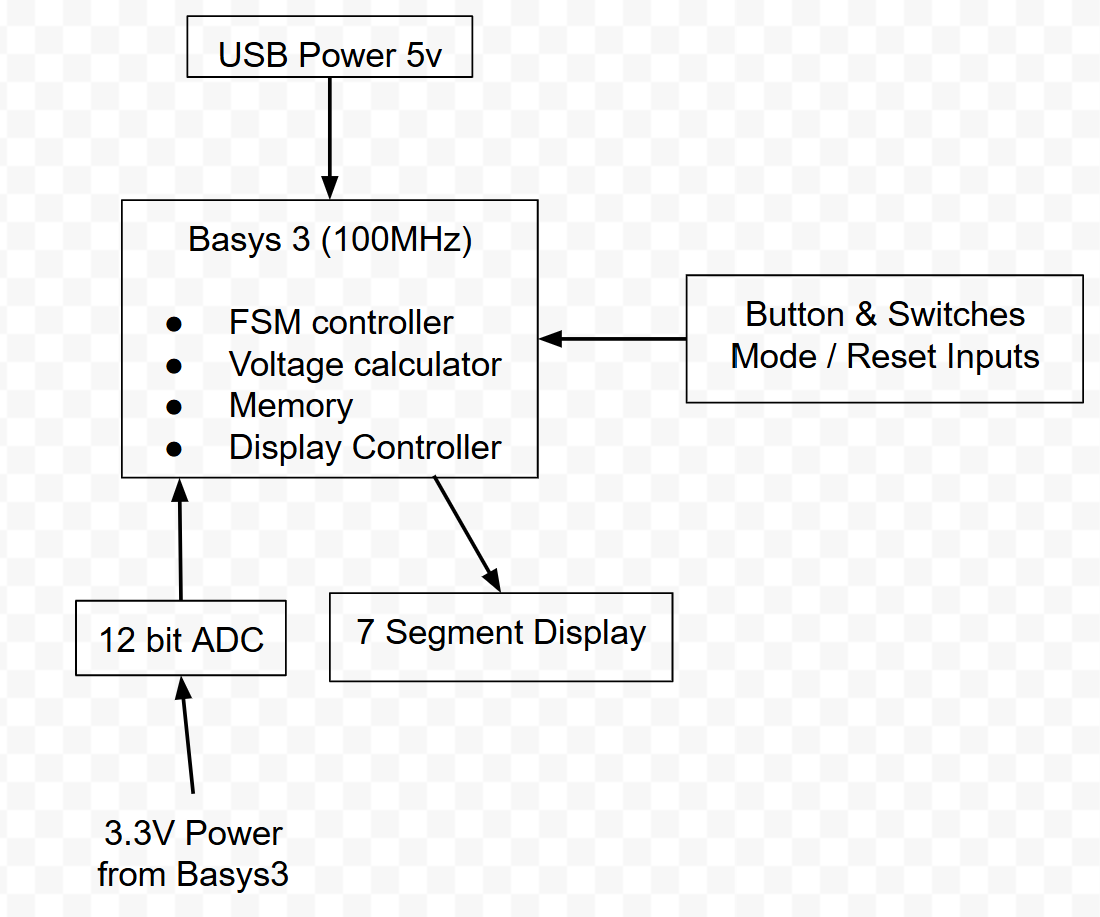 USB Power 5v
Basys 3 (100MHz)
● FSM controller
● Voltage calculator
● Memory
● Display Controller
Button & Switches
Mode / Reset Inputs
12 bit ADC
7 Segment Display
3.3V Power
from Basys3